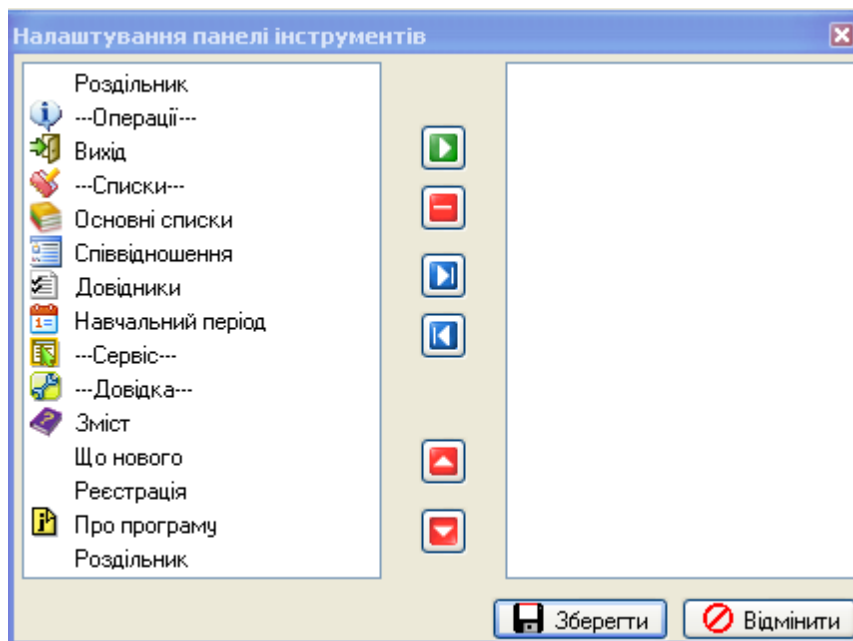 Налаштування панелі інструментів
Роздільник
---Операції---
Вихід
---Списки---
Основні списки
Співвідношення
Довідники
Навчальний період
---Сервіс---
---Довідка---
Зміст
Що нового
Реєстрація
Про програму
Роздільник
Зберегти
Відмінити